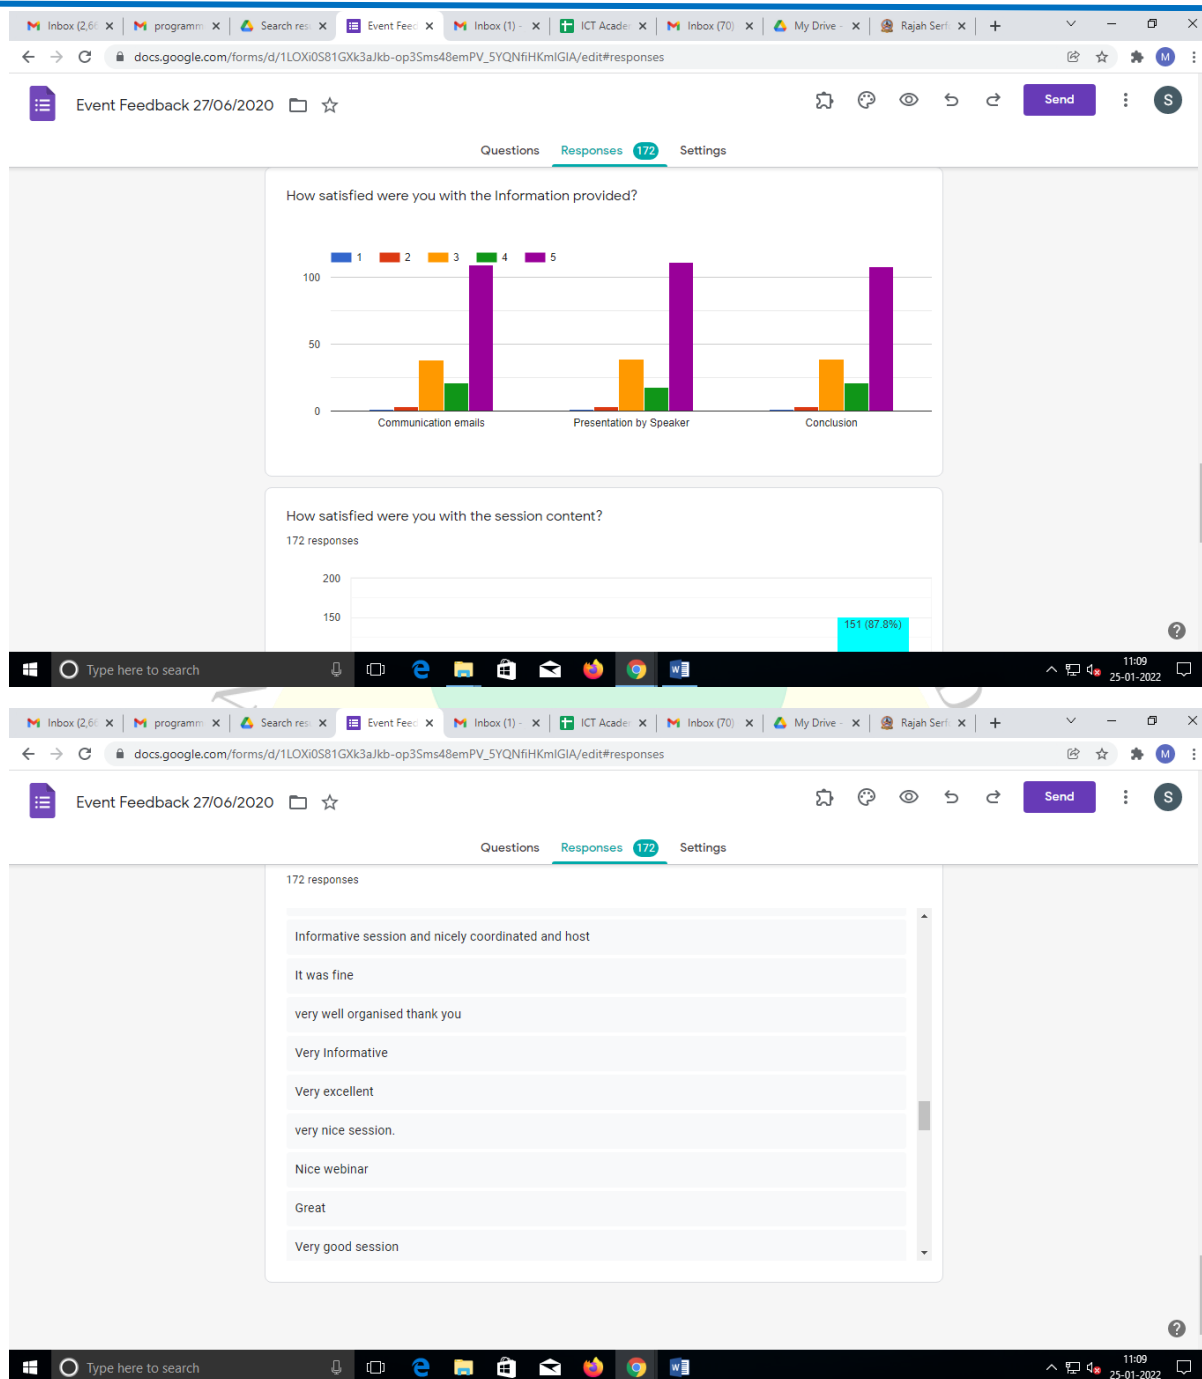 Inbox (2,6 programm Search res Event Feed Inbox (1) - ICT Acader Inbox (70) My Drive - Rajah Serf
docs.google.com/forms/d/1LOXi0S81GXk3aJkb-op3Sms48emPV_5YQNfiHKmIGIA/edit#responses M
Event Feedback 27/06/2020 Send S
Questions Responses 172 Settings
How satisfied were you with the Information provided?
1 2 3 4 5
100
50
0
Communication emails Presentation by Speaker Conclusion
How satisfied were you with the session content?
172 responses
200
150
151 (87.8%)
Type here to search
11:09
25-01-2022
Inbox (2,6 programm Search res Event Feed Inbox (1) - ICT Acader Inbox (70) My Drive - Rajah Serf
docs.google.com/forms/d/1LOXi0S81GXk3aJkb-op3Sms48emPV_5YQNfiHKmIGIA/edit#responses M
Event Feedback 27/06/2020 Send S
Questions Responses 172 Settings
172 responses
Informative session and nicely coordinated and host
It was fine
very well organised thank you
Very Informative
Very excellent
very nice session.
Nice webinar
Great
Very good session
Type here to search
11:09
25-01-2022